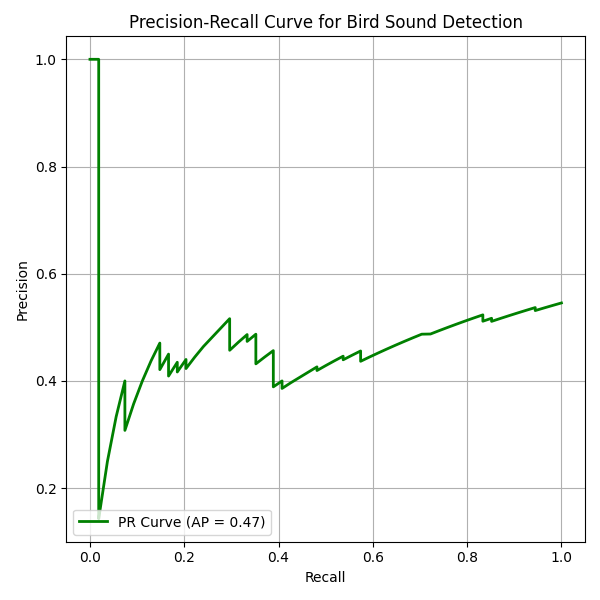 Precision-Recall Curve for Bird Sound Detection
1.0
0.8
0.6
0.4
0.2
Precision
PR Curve (AP = 0.47)
0.0 0.2 0.4 0.6 0.8 1.0
Recall